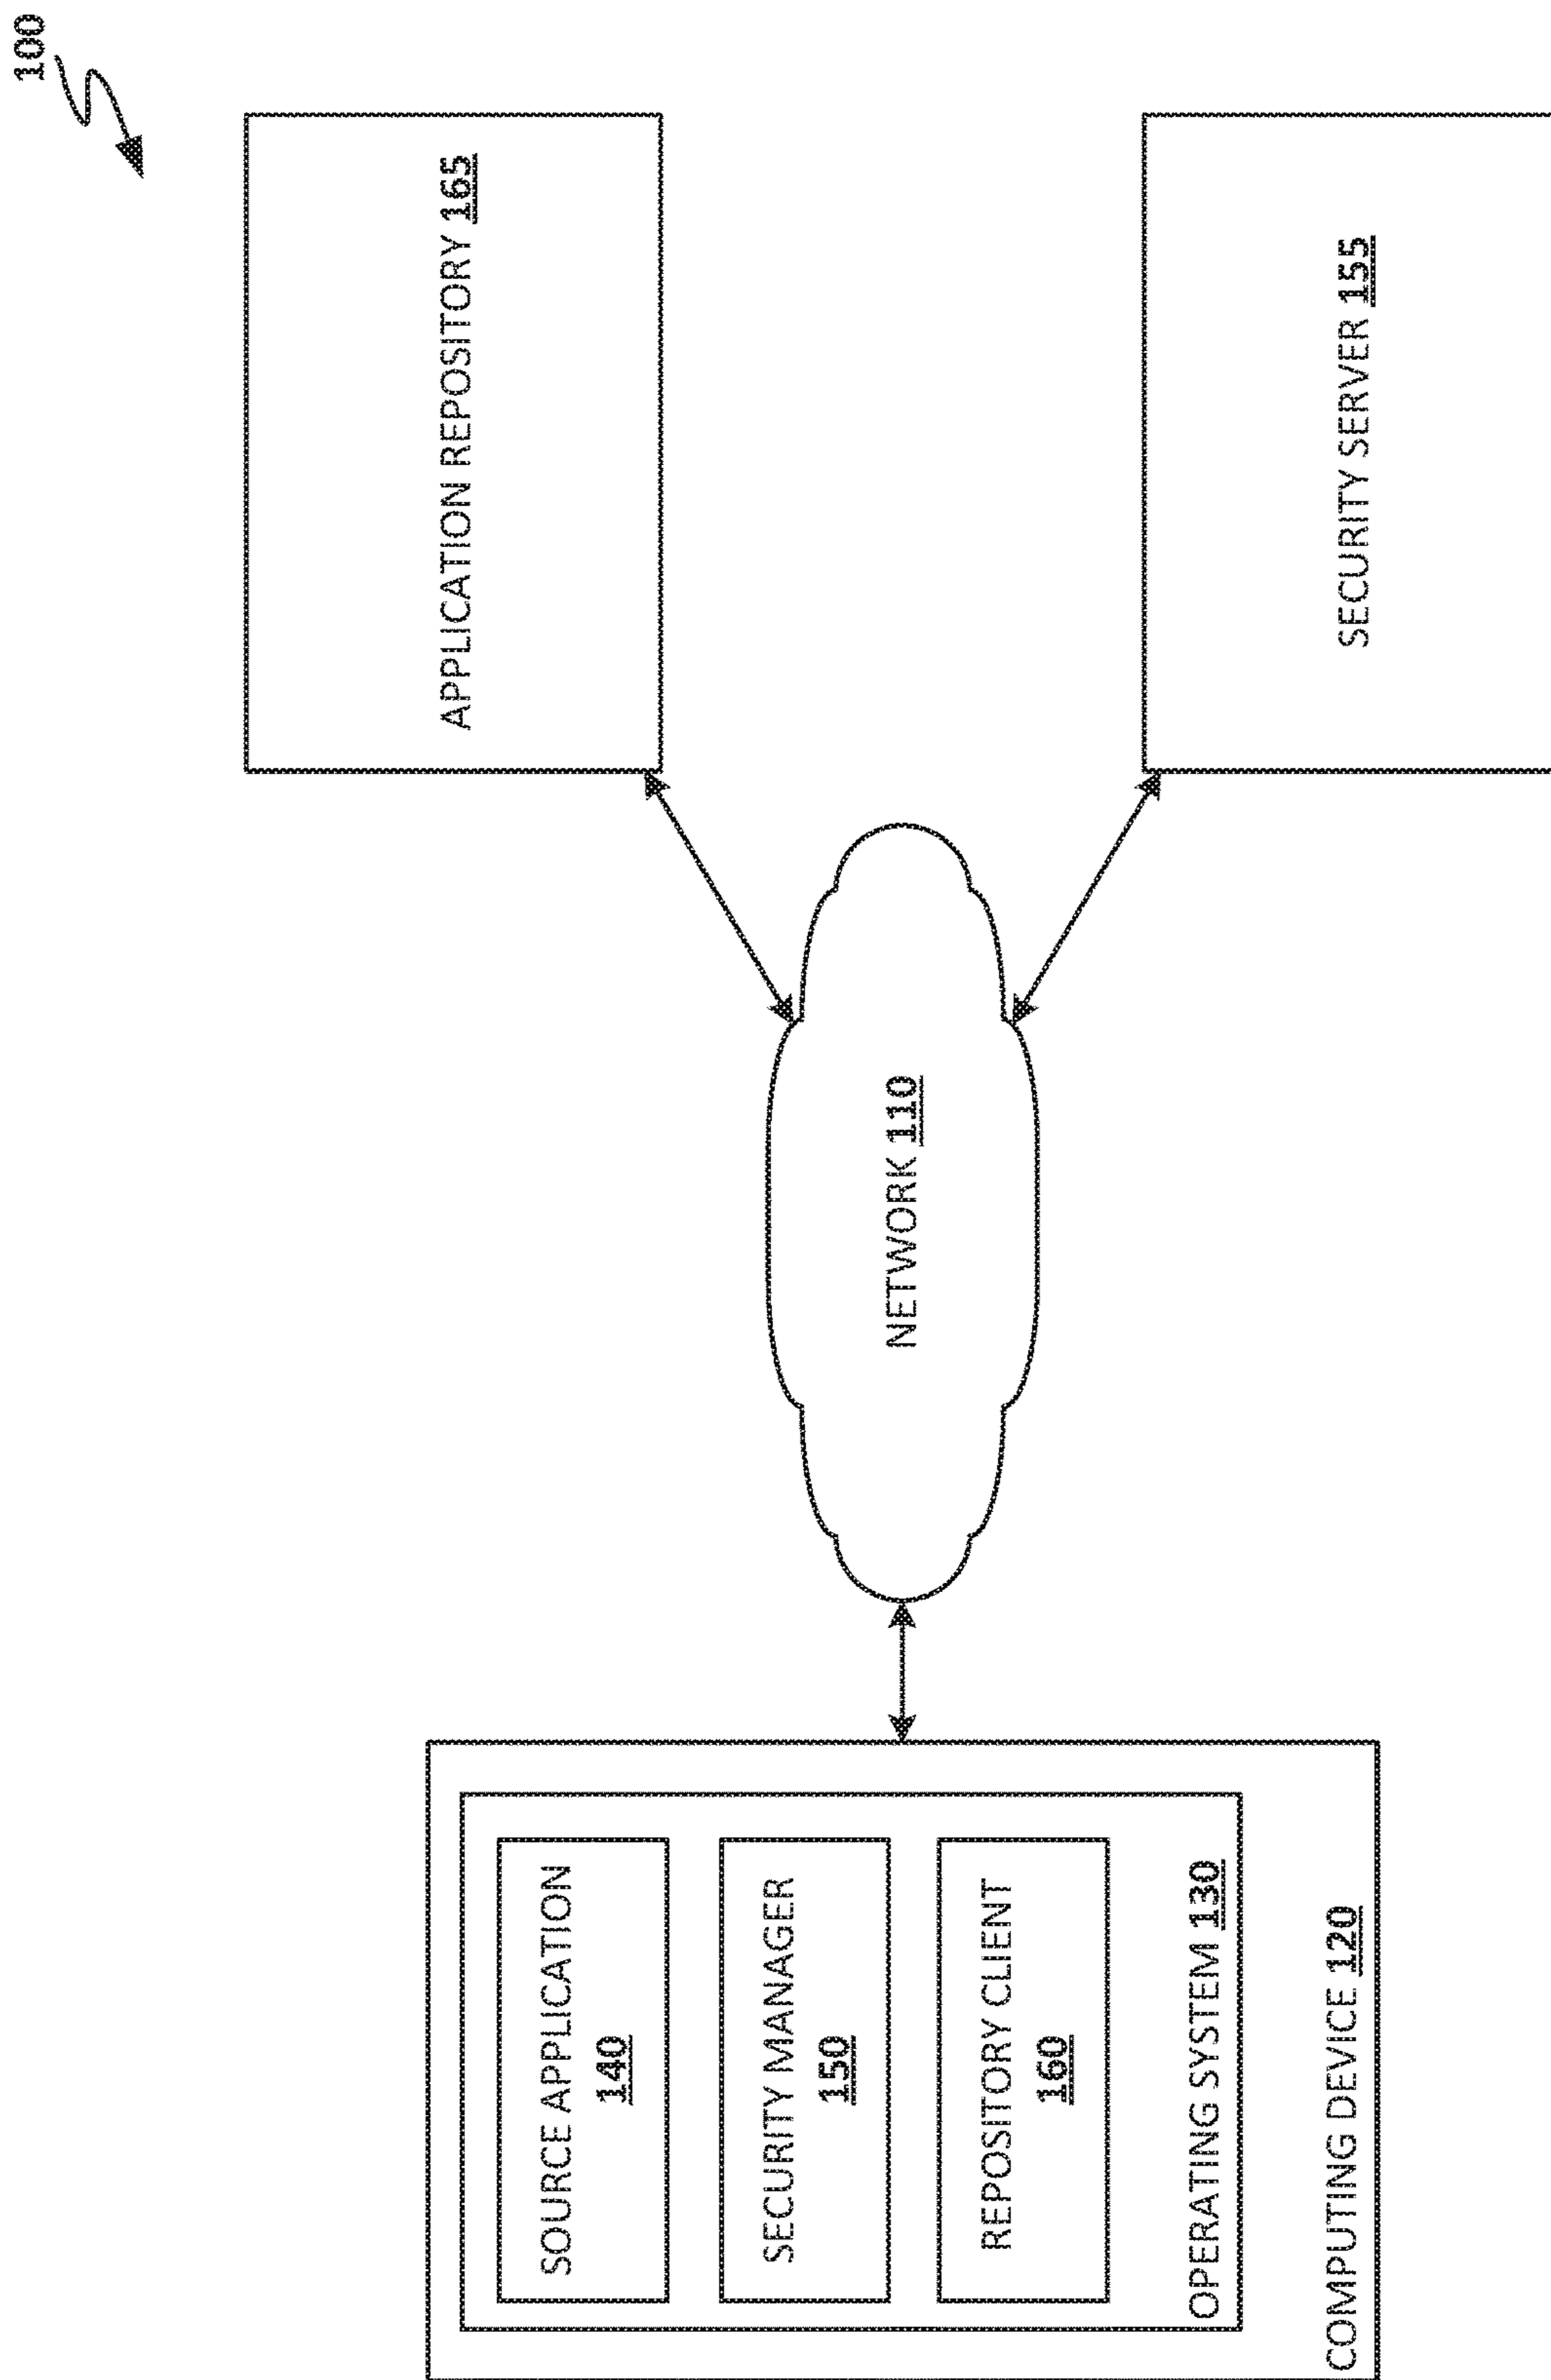 100
APPLICATION REPOSITORY 165
SECURITY SERVER 155
NETWORK 110
SOURCE APPLICATION
140
SECURITY MANAGER
150
REPOSITORY CLIENT
160
OPERATING SYSTEM 130
COMPUTING DEVICE 120